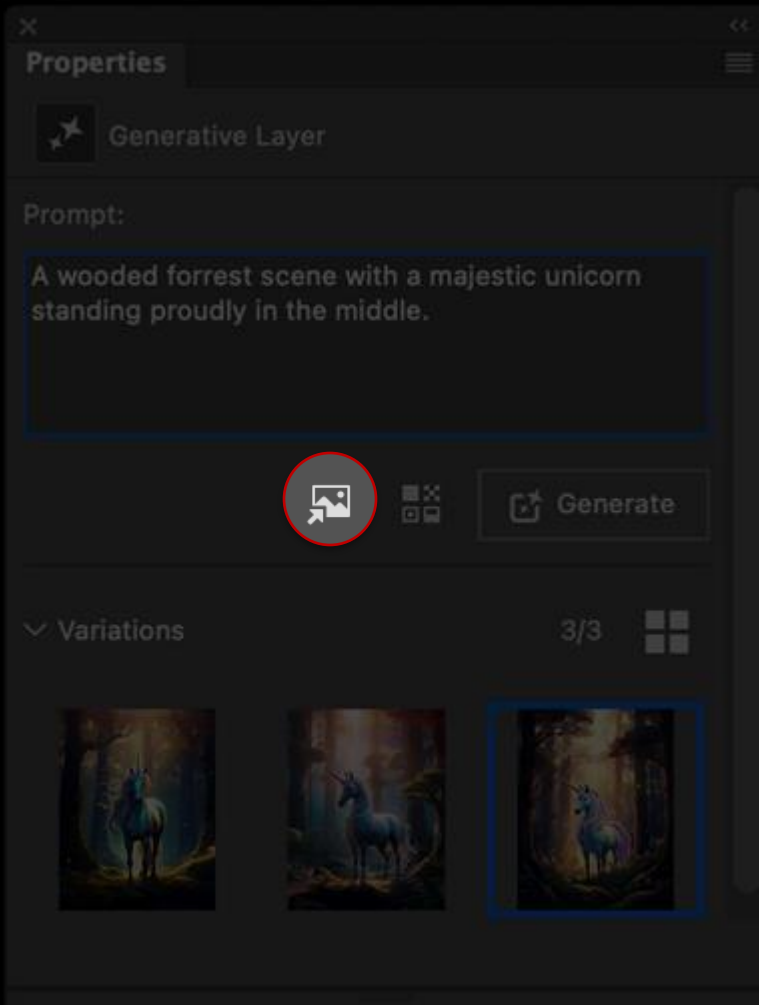 Properties
Generative Layer
Prompt:
A wooded forrest scene with a majestic unicorn
standing proudly in the middle.
Generate
Variations
3/3